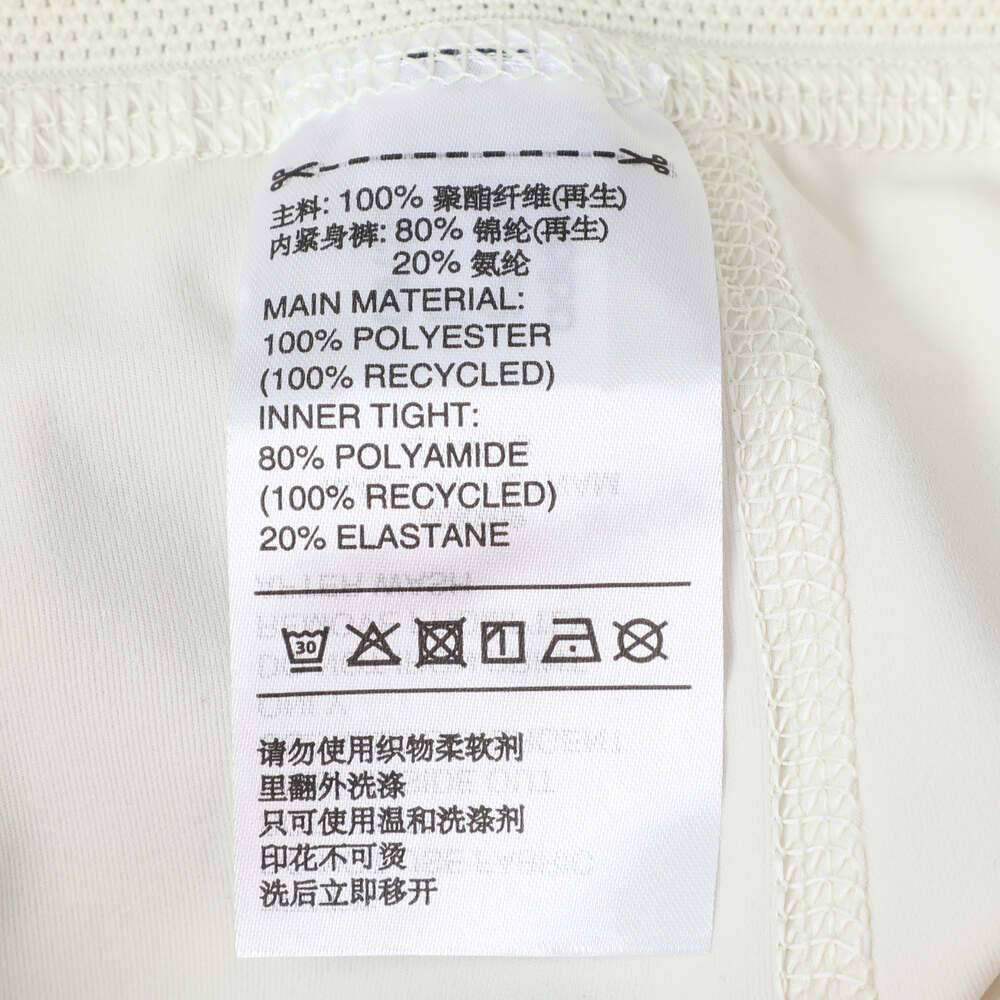 主料: 100% 聚酯纤维(再生)
内紧身裤: 80% 锦纶(再生)
20% 氨纶
MAIN MATERIAL:
100% POLYESTER
(100% RECYCLED)
INNER TIGHT:
80% POLYAMIDE
(100% RECYCLED)
20% ELASTANE
30
请勿使用织物柔软剂
里翻外洗涤
只可使用温和洗涤剂
印花不可烫
洗后立即移开